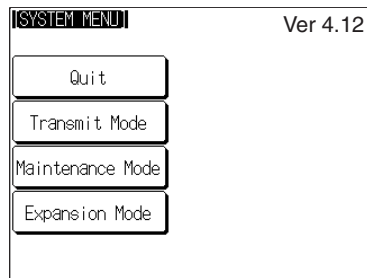 [SYSTEM MENU]
Ver 4.12
Quit
Transmit Mode
Maintenance Mode
Expansion Mode